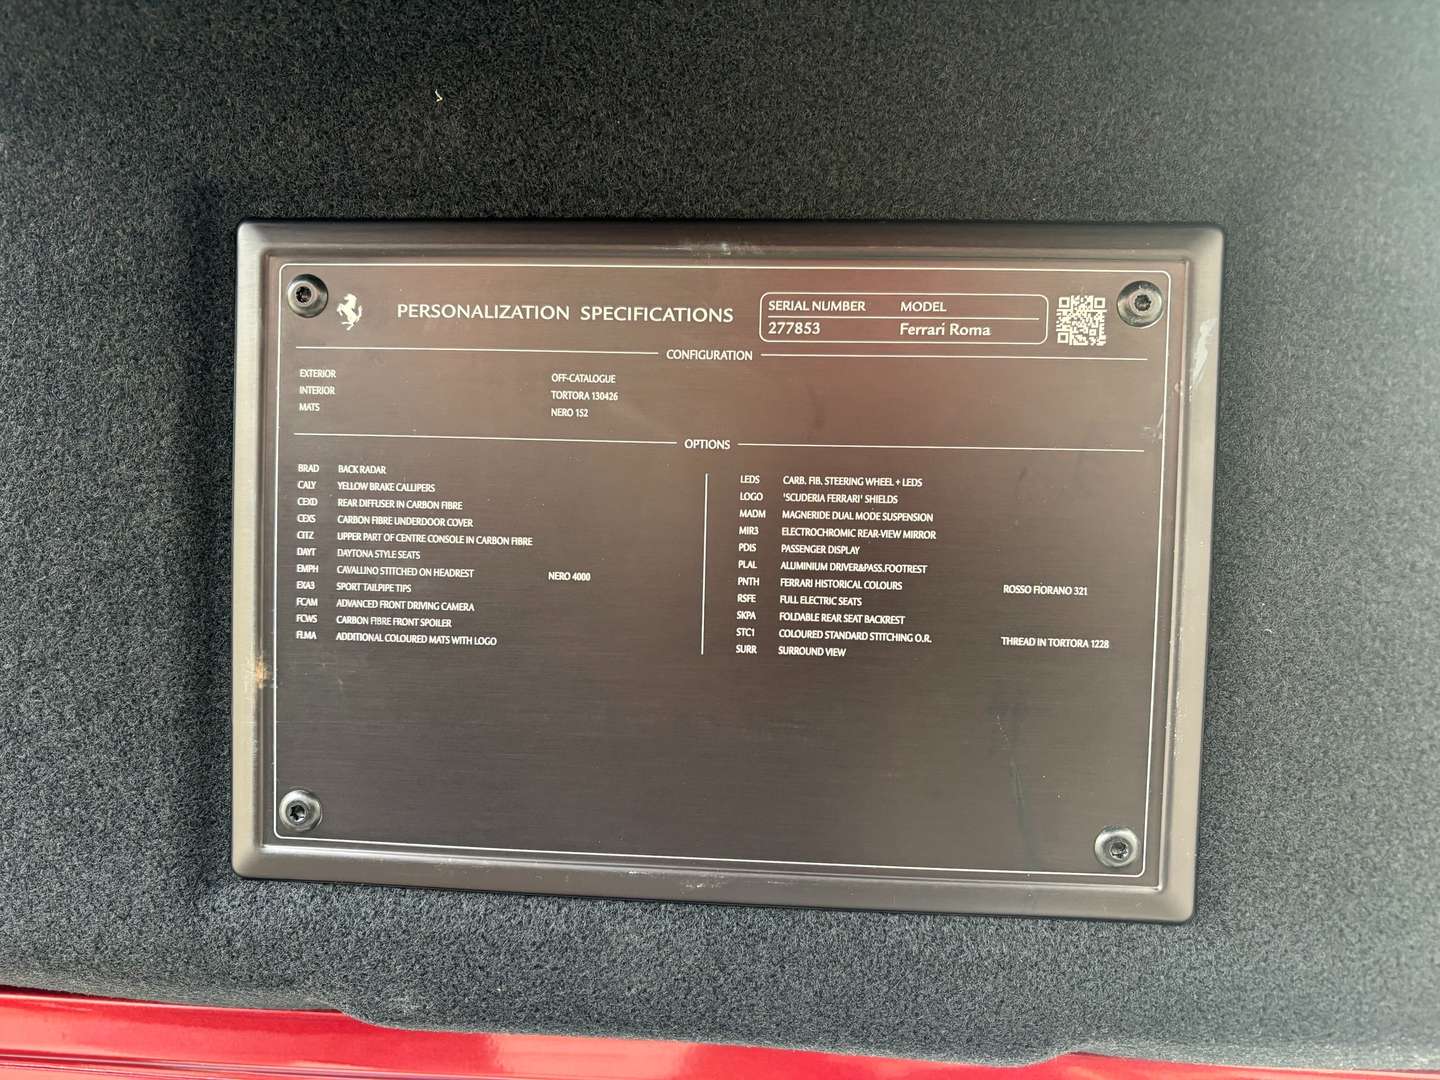 PERSONALIZATION SPECIFICATIONS
SERIAL NUMBER MODEL
277853 Ferrari Roma
CONFIGURATION
EXTERIOR OFF-CATALOGUE
INTERIOR TORTORA 130426
MATS NERO 152
OPTIONS
BRAD BACK RADAR
CALY YELLOW BRAKE CALLIPERS
CEXD REAR DIFFUSER IN CARBON FIBRE
CEXS CARBON FIBRE UNDERDOOR COVER
CITZ UPPER PART OF CENTRE CONSOLE IN CARBON FIBRE
DAYT DAYTONA STYLE SEATS
EMPH CAVALLINO STITCHED ON HEADREST NERO 4000
EXA3 SPORT TAILPIPE TIPS
FCAM ADVANCED FRONT DRIVING CAMERA
FCWS CARBON FIBRE FRONT SPOILER
FLMA ADDITIONAL COLOURED MATS WITH LOGO
LEDS CARB. FIB. STEERING WHEEL + LEDS
LOGO 'SCUDERIA FERRARI' SHIELDS
MADM MAGNERIDE DUAL MODE SUSPENSION
MIR3 ELECTROCHROMIC REAR-VIEW MIRROR
PDIS PASSENGER DISPLAY
PLAL ALUMINIUM DRIVER&PASS.FOOTREST
PNTH FERRARI HISTORICAL COLOURS ROSSO FIORANO 321
RSFE FULL ELECTRIC SEATS
SKPA FOLDABLE REAR SEAT BACKREST
STC1 COLOURED STANDARD STITCHING O.R. THREAD IN TORTORA 1228
SURR SURROUND VIEW